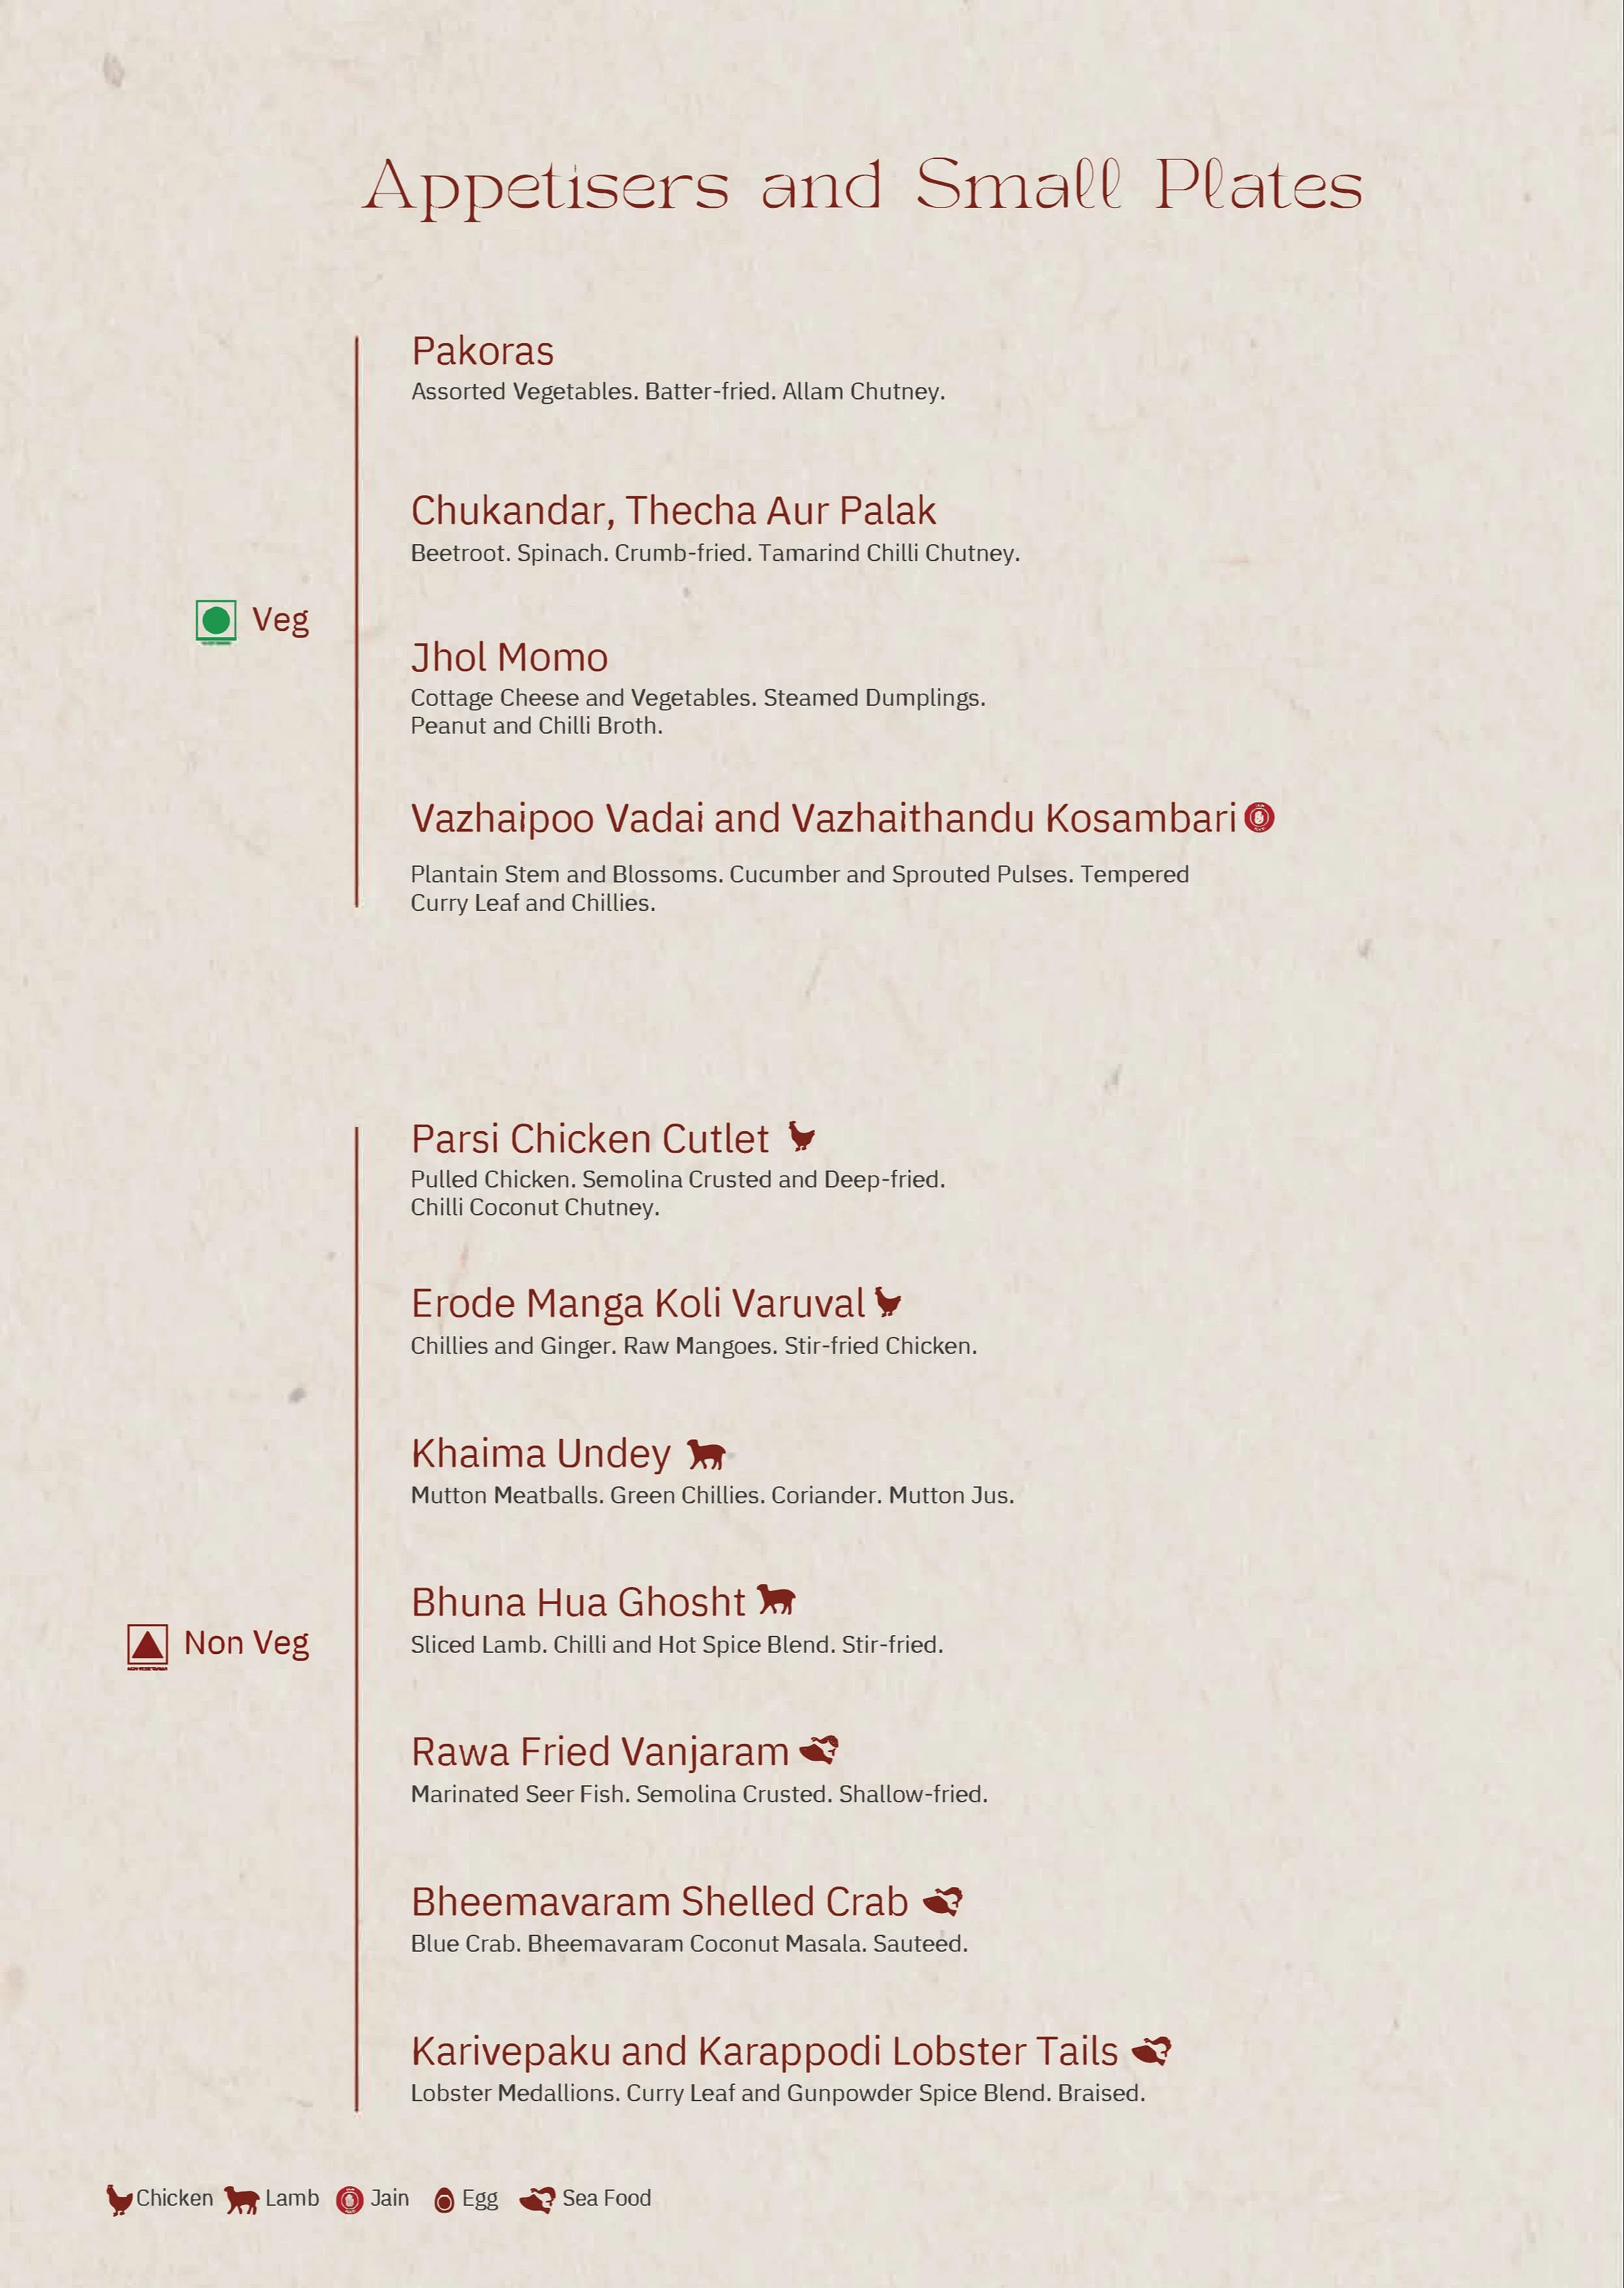 Appetisers and Small Plates
Pakoras
Assorted Vegetables. Batter-fried. Allam Chutney.
Chukandar, Thecha Aur Palak
Beetroot. Spinach. Crumb-fried. Tamarind Chilli Chutney.
Veg
Jhol Momo
Cottage Cheese and Vegetables. Steamed Dumplings.
Peanut and Chilli Broth.
Vazhaipoo Vadai and Vazhaithandu Kosambari
Plantain Stem and Blossoms. Cucumber and Sprouted Pulses. Tempered
Curry Leaf and Chillies.
Parsi Chicken Cutlet
Pulled Chicken. Semolina Crusted and Deep-fried.
Chilli Coconut Chutney.
Erode Manga Koli Varuval
Chillies and Ginger. Raw Mangoes. Stir-fried Chicken.
Khaima Undey
Mutton Meatballs. Green Chillies. Coriander. Mutton Jus.
Bhuna Hua Ghosht
Sliced Lamb. Chilli and Hot Spice Blend. Stir-fried.
Non Veg
Rawa Fried Vanjaram
Marinated Seer Fish. Semolina Crusted. Shallow-fried.
Bheemavaram Shelled Crab
Blue Crab. Bheemavaram Coconut Masala. Sauteed.
Karivepaku and Karappodi Lobster Tails
Lobster Medallions. Curry Leaf and Gunpowder Spice Blend. Braised.
Chicken Lamb Jain Egg Sea Food